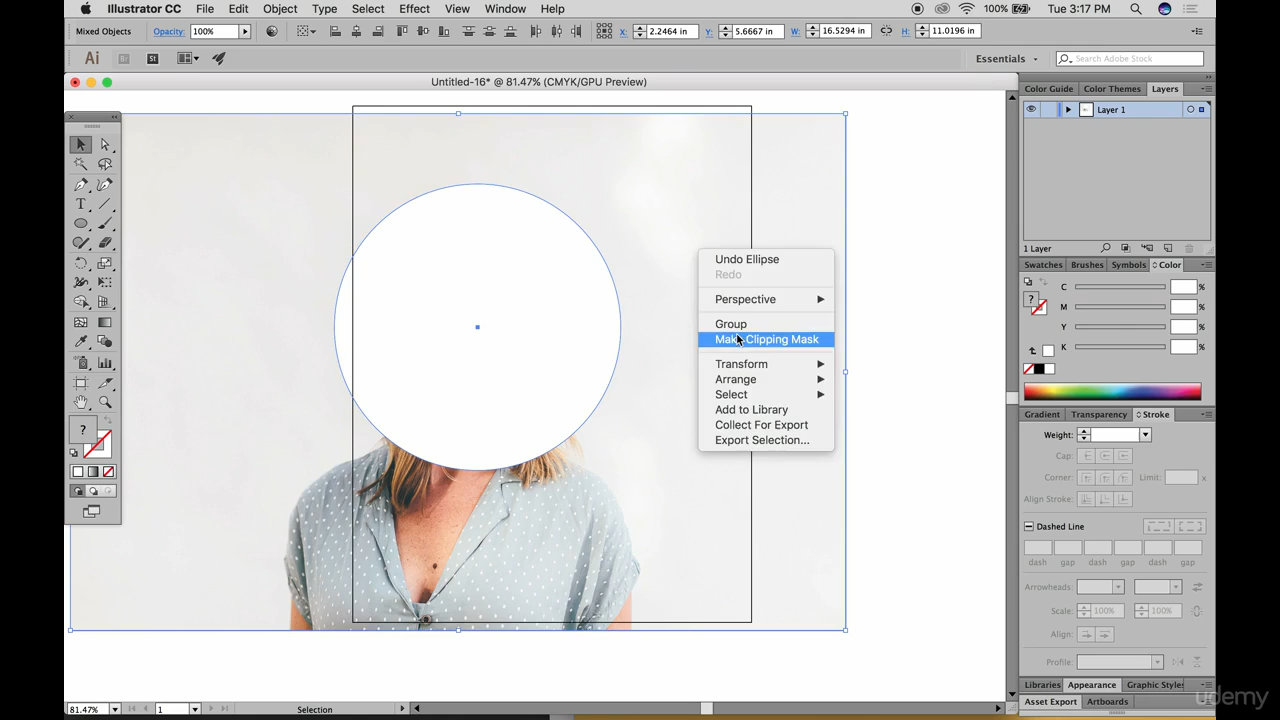 Illustrator CC File Edit Object Type Select Effect View Window Help 100% Tue 3:17 PM
Mixed Objects Opacity: 100% X: 2.2464 in Y: 5.6667 in W: 16.5294 in H: 11.0196 in
Ai Br St Essentials Search Adobe Stock
Untitled-16* @ 81.47% (CMYK/GPU Preview)
Color Guide Color Themes Layers
Layer 1
1 Layer
Swatches Brushes Symbols Color
C %
M %
Y %
K %
Undo Ellipse
Redo
Perspective
Group
Make Clipping Mask
Transform
Arrange
Select
Add to Library
Collect For Export
Export Selection...
T
?
?
Gradient Transparency Stroke
Weight:
Cap:
Corner: Limit: x
Align Stroke:
Dashed Line
dash gap dash gap dash gap
Arrowheads:
Scale: 100% 100%
Align:
Profile:
Libraries Appearance Graphic Styles
Asset Export Artboards
81.47% 1 Selection
udemy